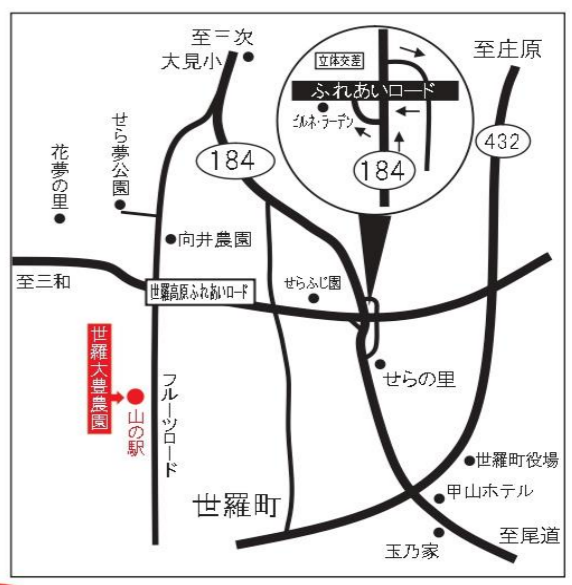 至三次
大見小
立体交差
ふれあいロード
ビルネ・ラーデン
184
至庄原
432
184
せら夢公園
花夢の里
向井農園
至三和
世羅高原ふれあいロード
せらふじ園
せらの里
世羅大豊農園
山の駅
フルーツロード
世羅町
世羅町役場
甲山ホテル
玉乃家
至尾道